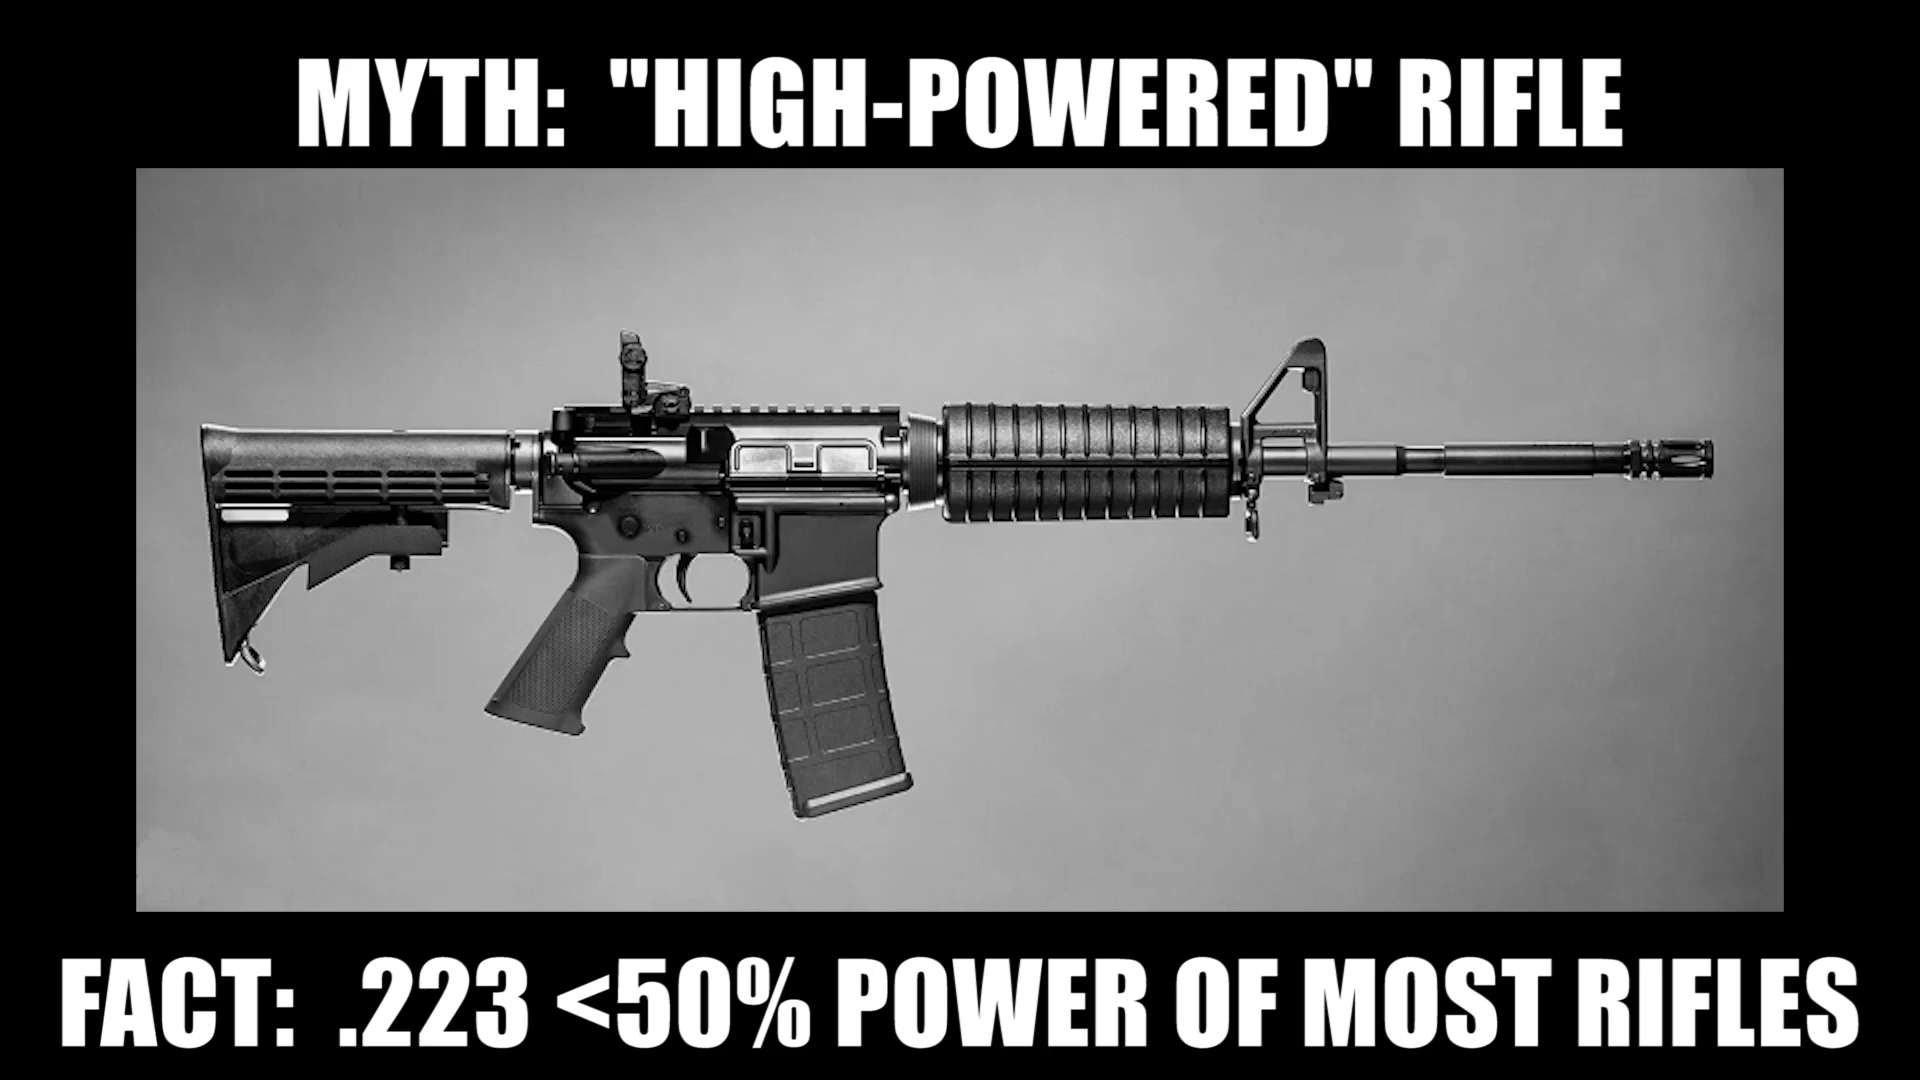 MYTH: "HIGH-POWERED" RIFLE
FACT: .223 <50% POWER OF MOST RIFLES